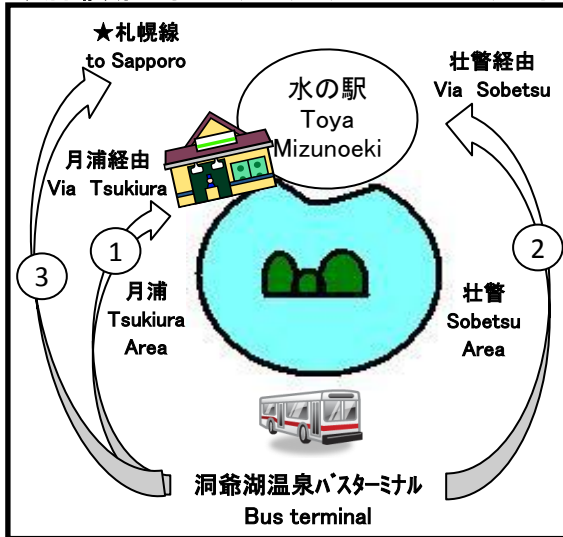 ★札幌線
to Sapporo
壮瞥経由
Via Sobetsu
水の駅
Toya
Mizunoeki
月浦経由
Via Tsukiura
1
2
3
月浦
Tsukiura
Area
壮瞥
Sobetsu
Area
洞爺湖温泉ﾊﾞｽﾀｰﾐﾅﾙ
Bus terminal